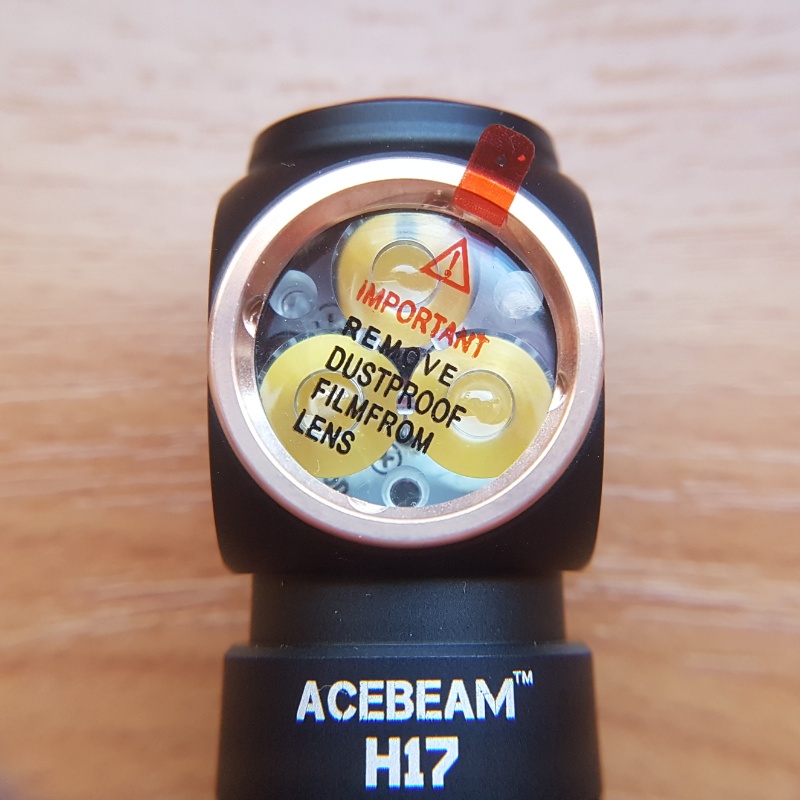 !
IMPORTANT
REMOVE
DUSTPROOF
FILMFROM
LENS
ACEBEAM™
H17